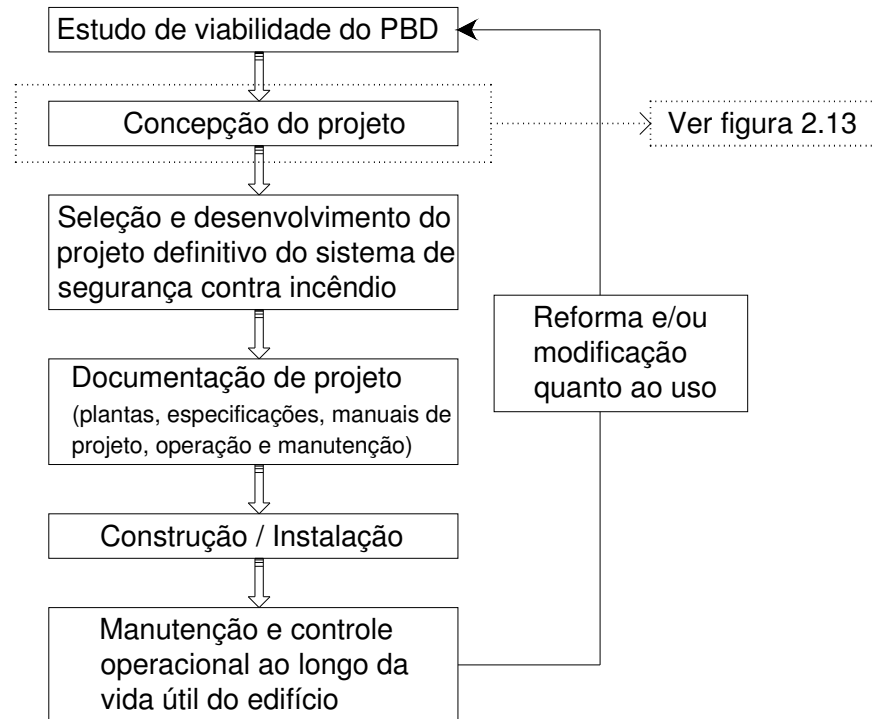 Estudo de viabilidade do PBD
Concepção do projeto
Ver figura 2.13
Seleção e desenvolvimento do
projeto definitivo do sistema de
segurança contra incêndio
Documentação de projeto
(plantas, especificações, manuais de
projeto, operação e manutenção)
Construção / Instalação
Manutenção e controle
operacional ao longo da
vida útil do edifício
Reforma e/ou
modificação
quanto ao uso